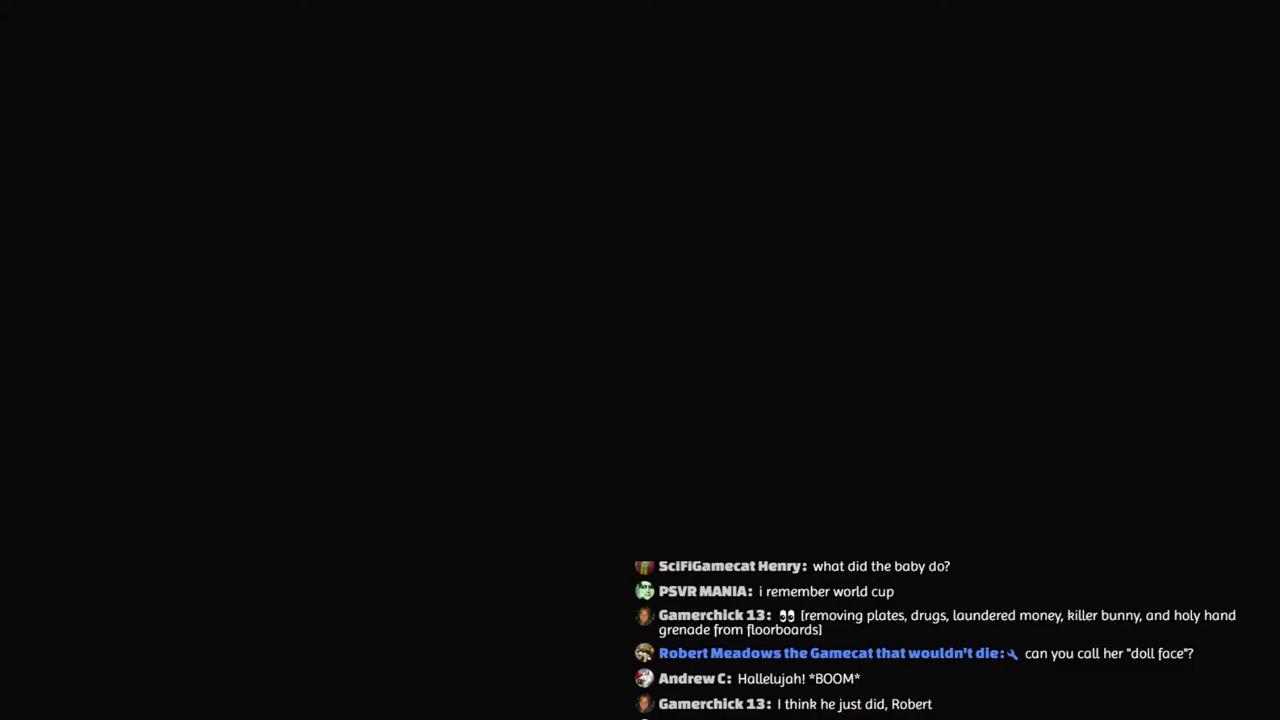 SciFiGamecat Henry: what did the baby do?
PSVR MANIA: i remember world cup
Gamerchick 13: 👀 [removing plates, drugs, laundered money, killer bunny, and holy hand
grenade from floorboards]
Robert Meadows the Gamecat that wouldn't die: can you call her "doll face"?
Andrew C: Hallelujah! *BOOM*
Gamerchick 13: I think he just did, Robert